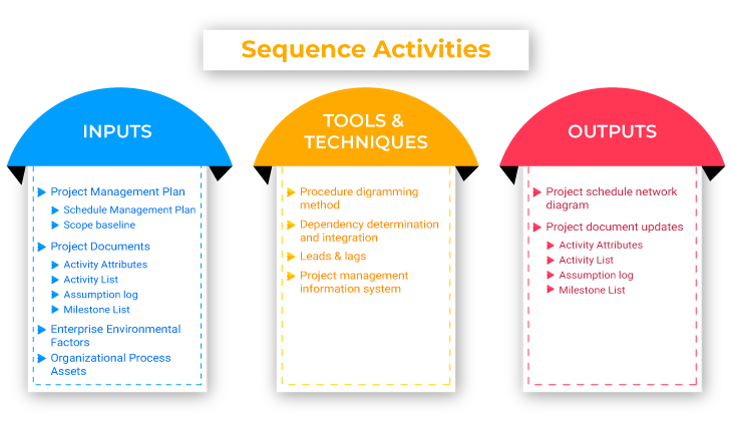 Sequence Activities
INPUTS
Project Management Plan
Schedule Management Plan
Scope baseline
Project Documents
Activity Attributes
Activity List
Assumption log
Milestone List
Enterprise Environmental
Factors
Organizational Process
Assets
TOOLS &
TECHNIQUES
Procedure digramming
method
Dependency determination
and integration
Leads & lags
Project management
information system
OUTPUTS
Project schedule network
diagram
Project document updates
Activity Attributes
Activity List
Assumption log
Milestone List